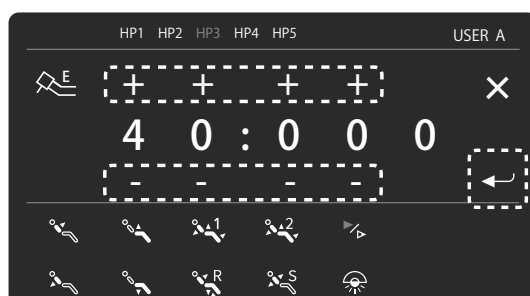 HP1 HP2 HP3 HP4 HP5 USER A
E
+ + + +
4 0 : 0 0 0
- - - -
1 2
R S